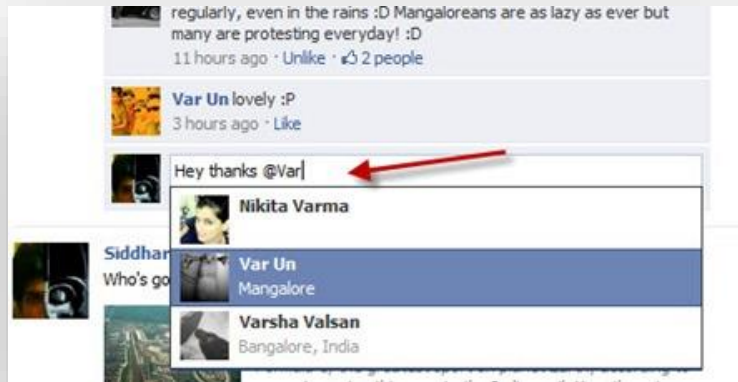 regularly, even in the rains :D Mangaloreans are as lazy as ever but
many are protesting everyday! :D
11 hours ago · Unlike · 2 people
Var Un lovely :P
3 hours ago · Like
Hey thanks @Var
Nikita Varma
Siddhar
Who's go
Var Un
Mangalore
Varsha Valsan
Bangalore, India